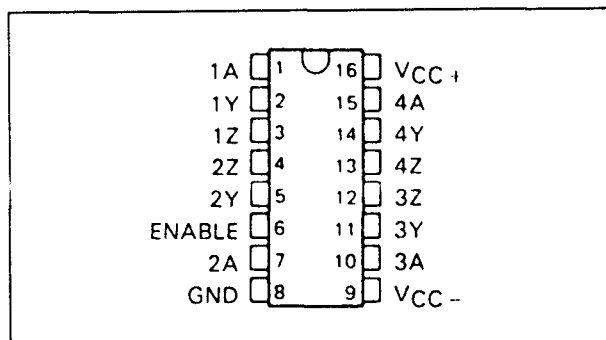 1A 1 16 VCC+
1Y 2 15 4A
1Z 3 14 4Y
2Z 4 13 4Z
2Y 5 12 3Z
ENABLE 6 11 3Y
2A 7 10 3A
GND 8 9 VCC-